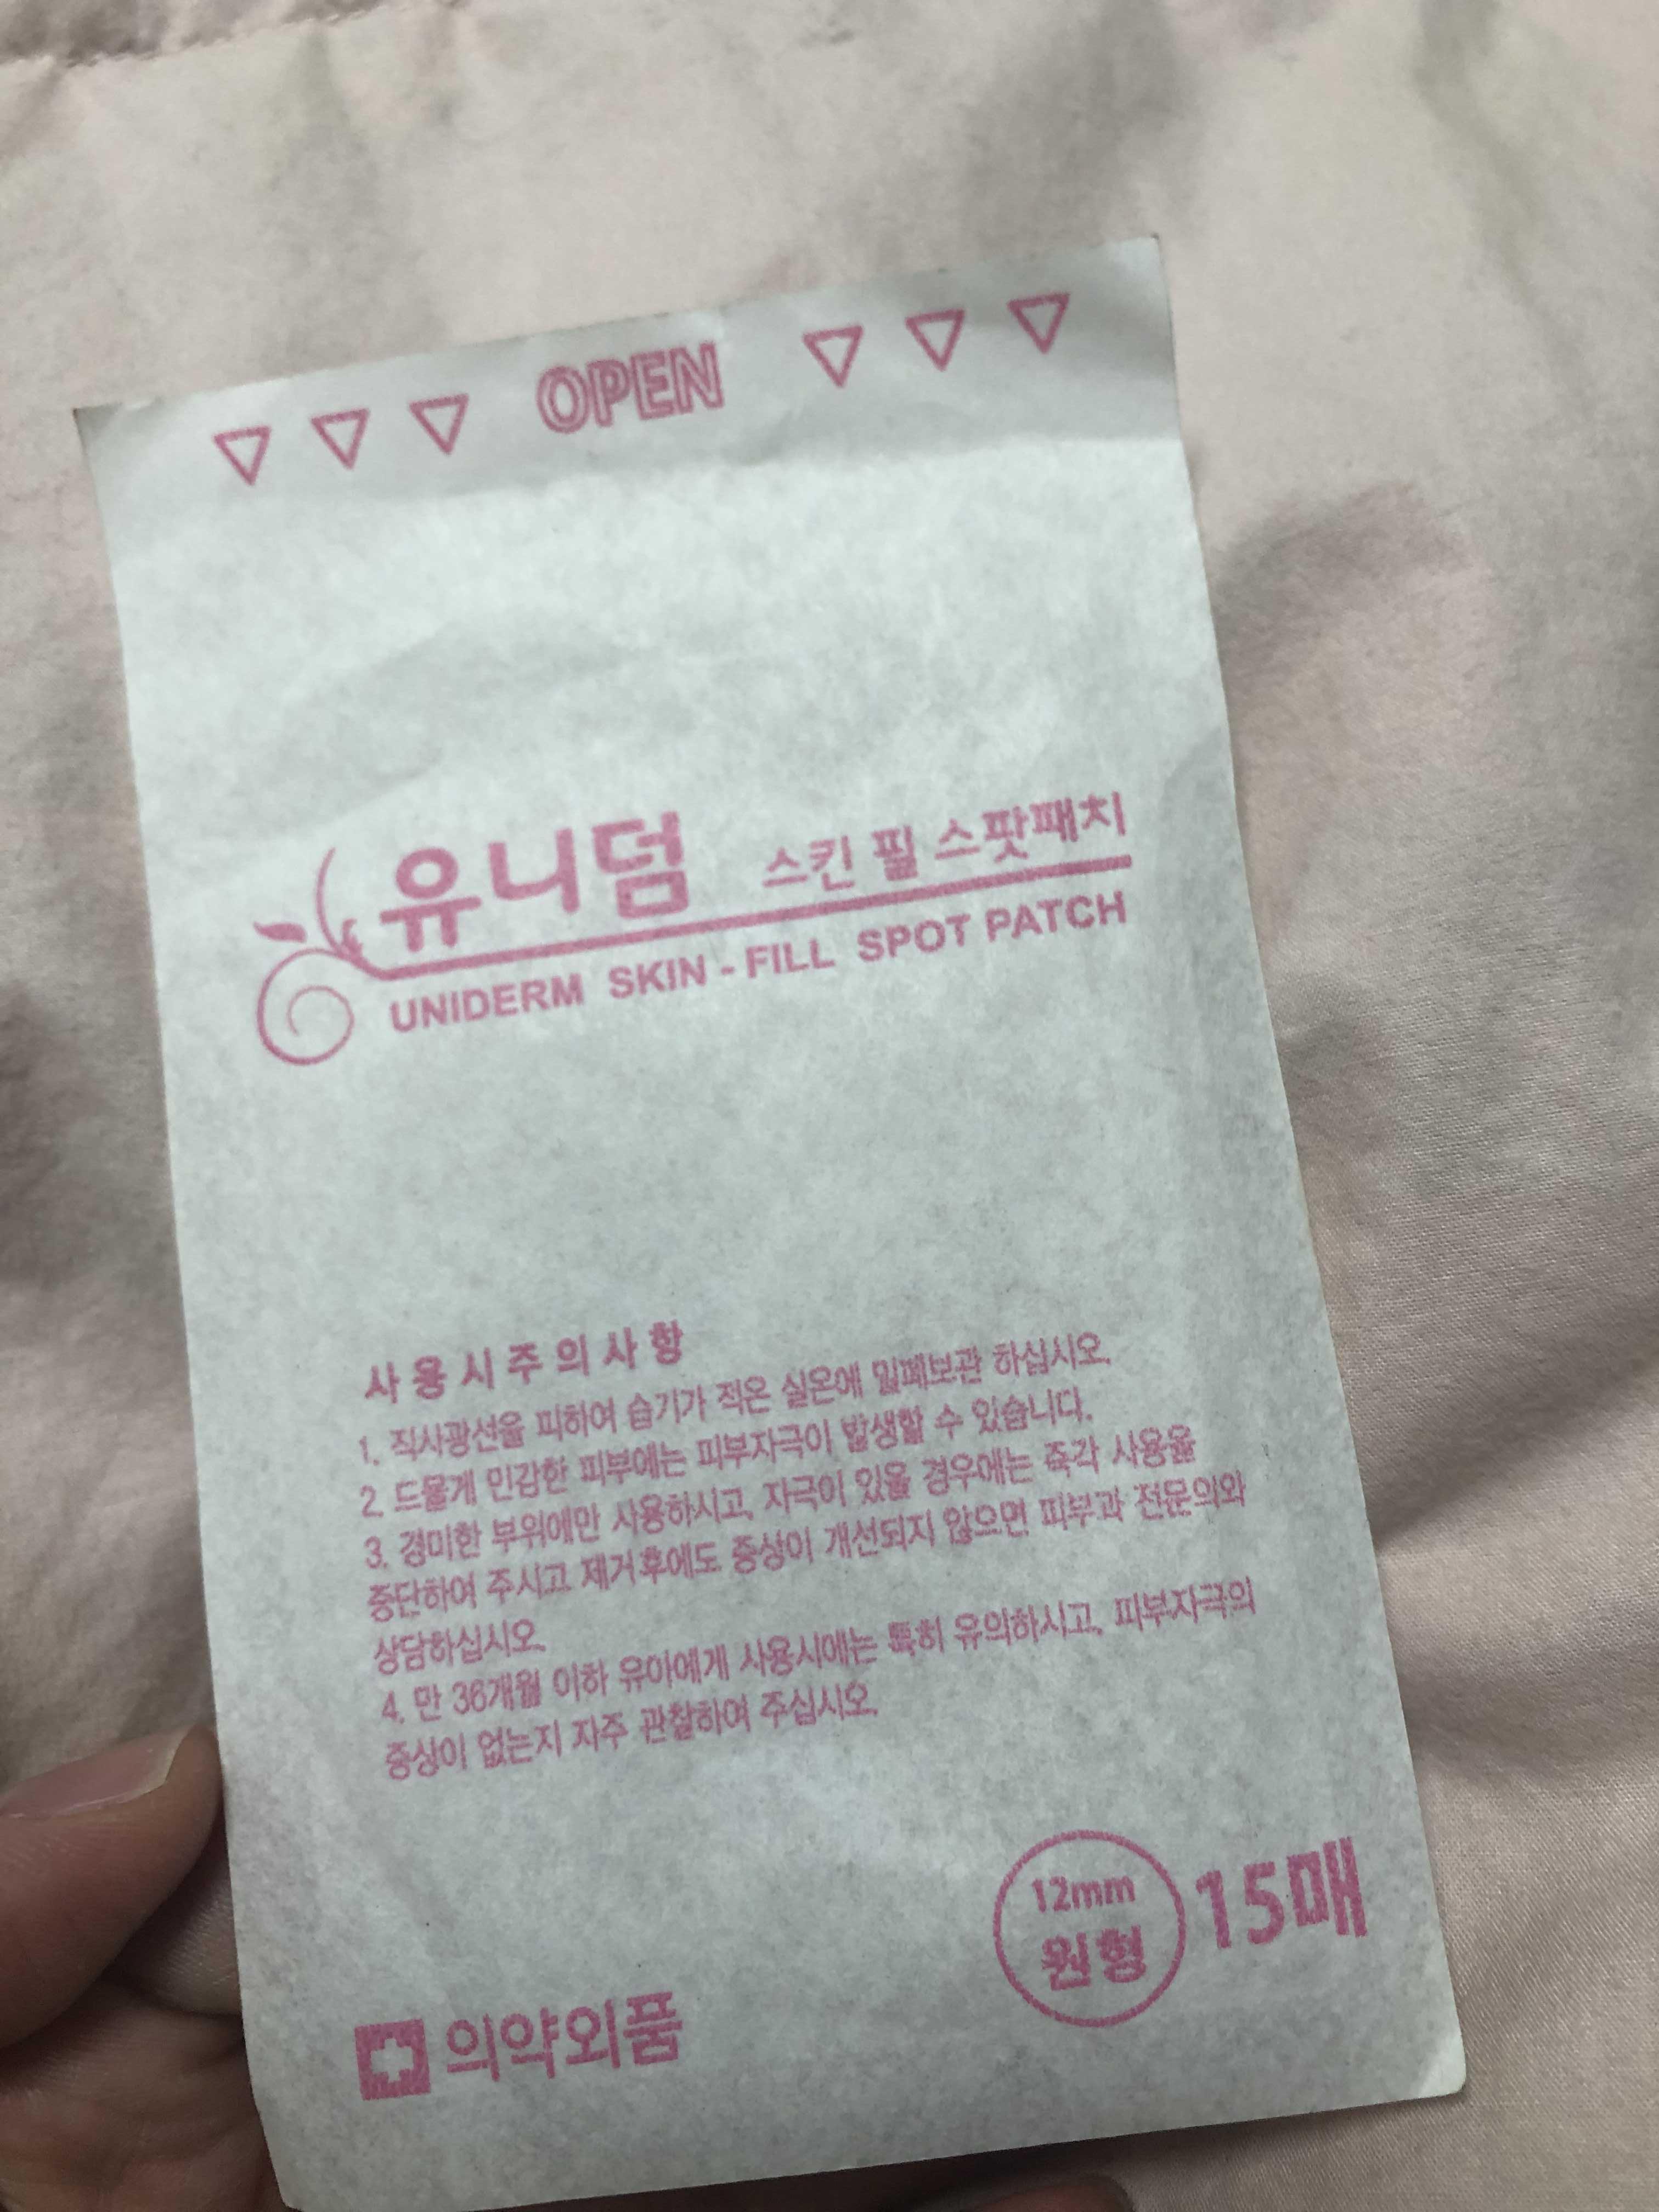 ▽ ▽ ▽ OPEN ▽ ▽ ▽
유니덤 스킨 필 스팟패치
UNIDERM SKIN - FILL SPOT PATCH
사용시주의사항
1. 직사광선을 피하여 습기가 적은 실온에 밀폐보관 하십시오.
2. 드물게 민감한 피부에는 피부자극이 발생할 수 있습니다.
3. 경미한 부위에만 사용하시고, 자극이 있을 경우에는 즉각 사용을
중단하여 주시고 제거후에도 증상이 개선되지 않으면 피부과 전문의와
상담하십시오.
4. 만 36개월 이하 유아에게 사용시에는 특히 유의하시고, 피부자극의
증상이 없는지 자주 관찰하여 주십시오.
12mm
원형
15매
의약외품